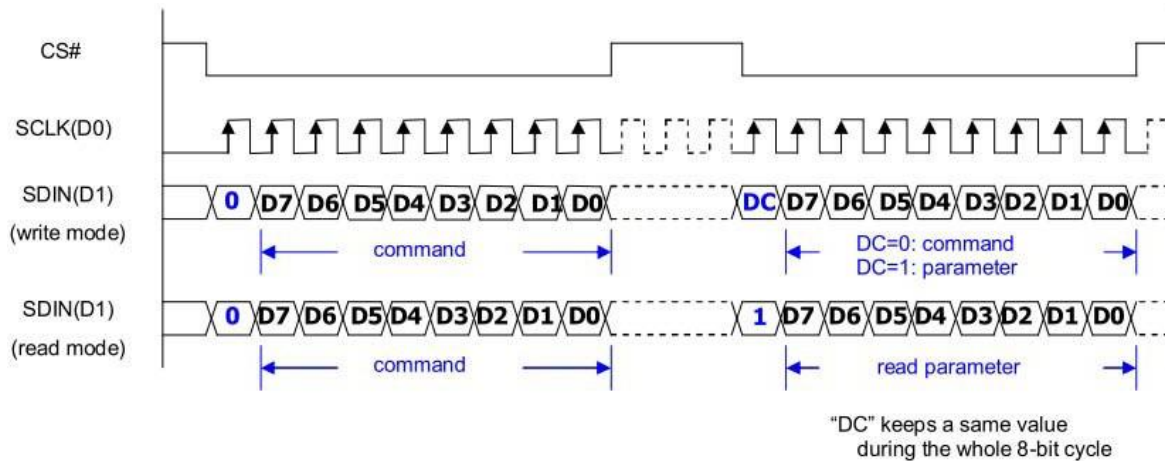 CS#
SCLK(D0)
SDIN(D1)
(write mode)
0 D7 D6 D5 D4 D3 D2 D1 D0 DC D7 D6 D5 D4 D3 D2 D1 D0
command
DC=0: command
DC=1: parameter
SDIN(D1)
(read mode)
0 D7 D6 D5 D4 D3 D2 D1 D0 1 D7 D6 D5 D4 D3 D2 D1 D0
command
read parameter
“DC” keeps a same value
during the whole 8-bit cycle